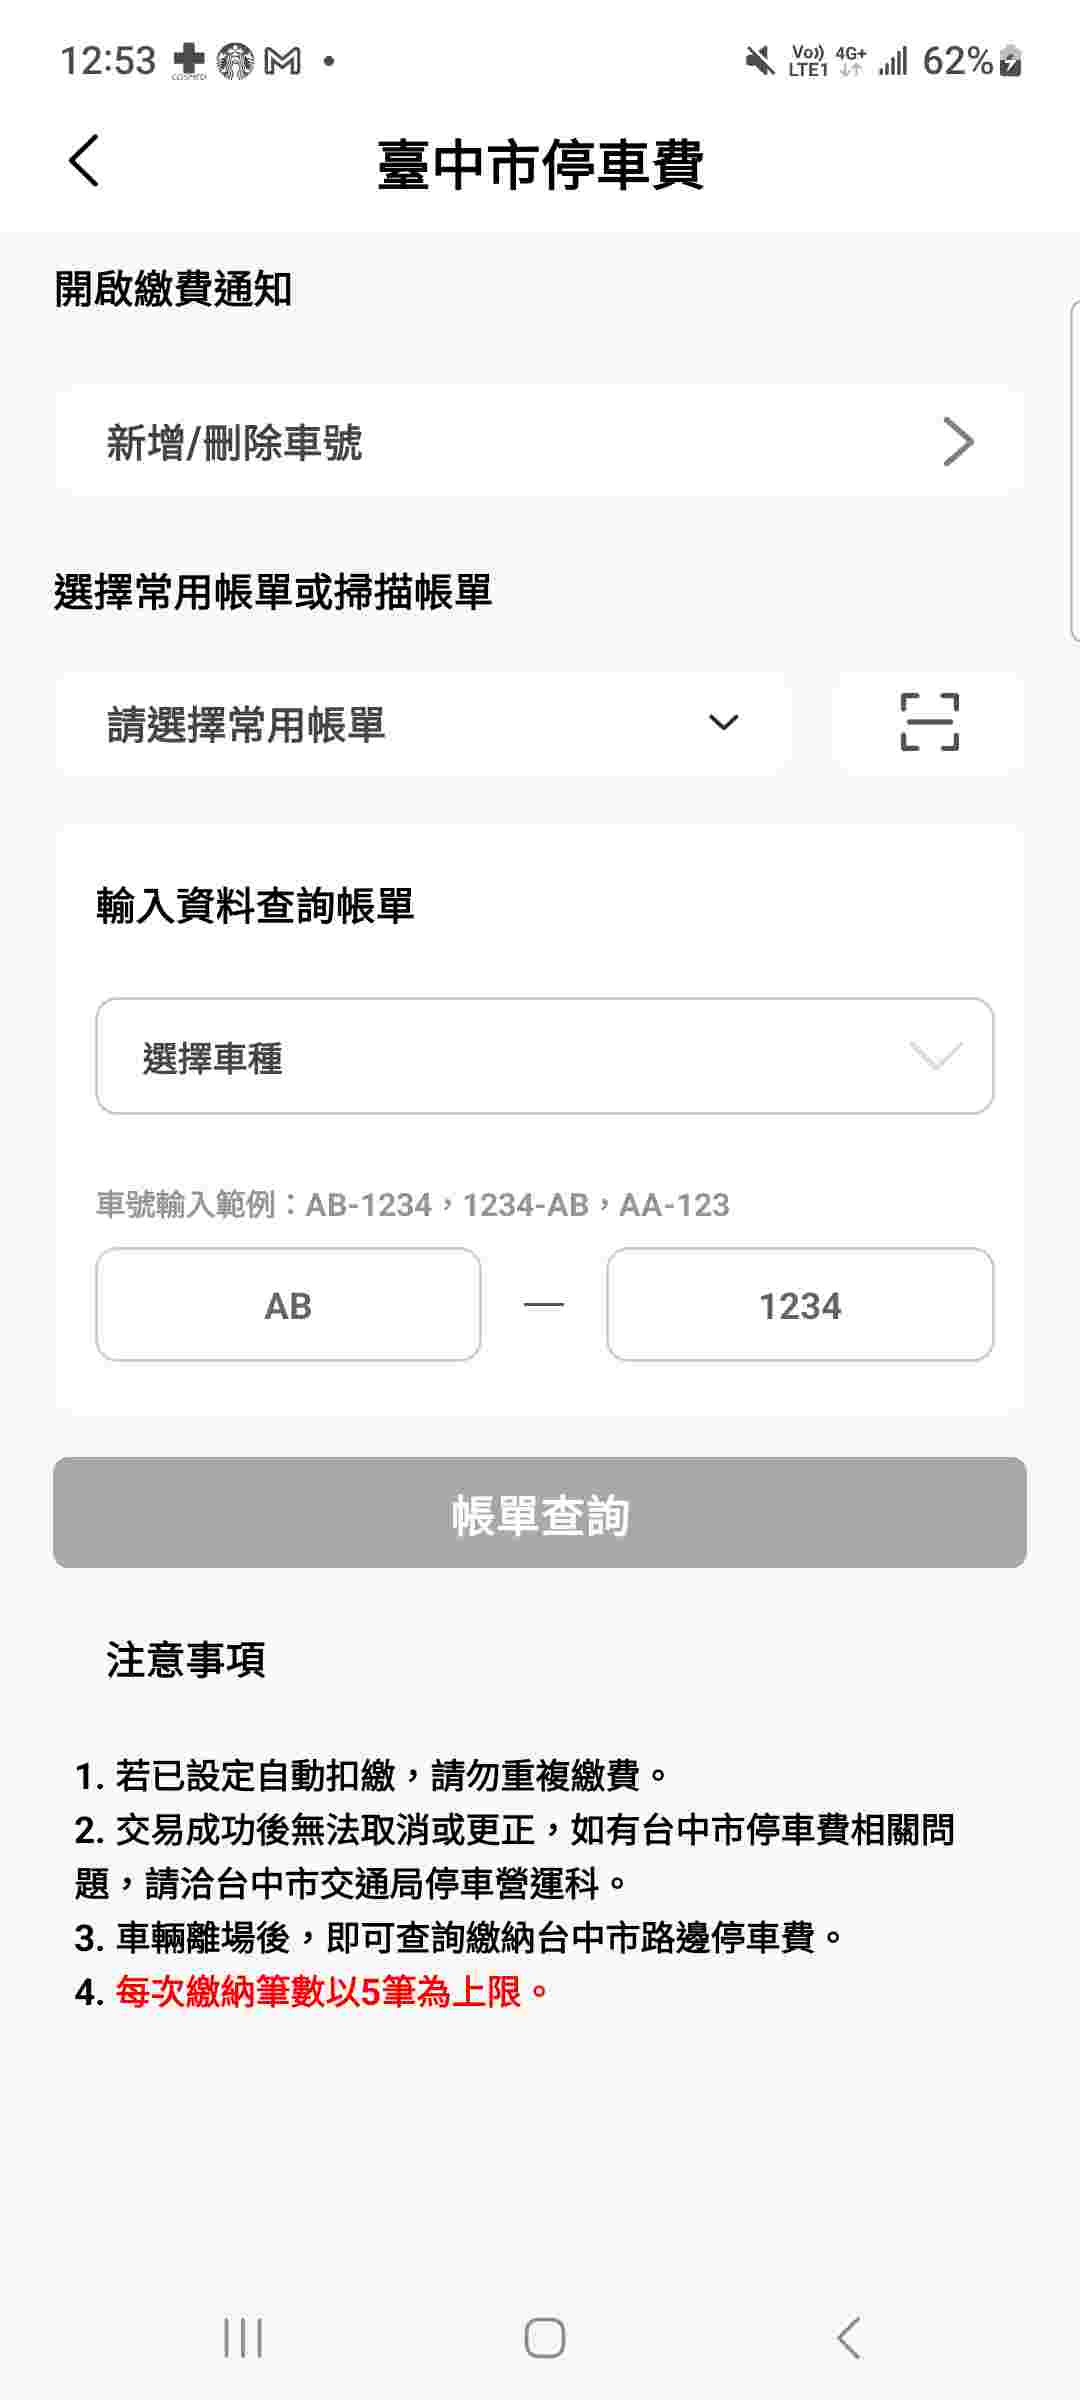 12:53
Vo)) LTE1 4G+ 62%
臺中市停車費
開啟繳費通知
新增/刪除車號
選擇常用帳單或掃描帳單
請選擇常用帳單
輸入資料查詢帳單
選擇車種
車號輸入範例：AB-1234，1234-AB，AA-123
AB — 1234
帳單查詢
注意事項
1. 若已設定自動扣繳，請勿重複繳費。
2. 交易成功後無法取消或更正，如有台中市停車費相關問
題，請洽台中市交通局停車營運科。
3. 車輛離場後，即可查詢繳納台中市路邊停車費。
4. 每次繳納筆數以5筆為上限。